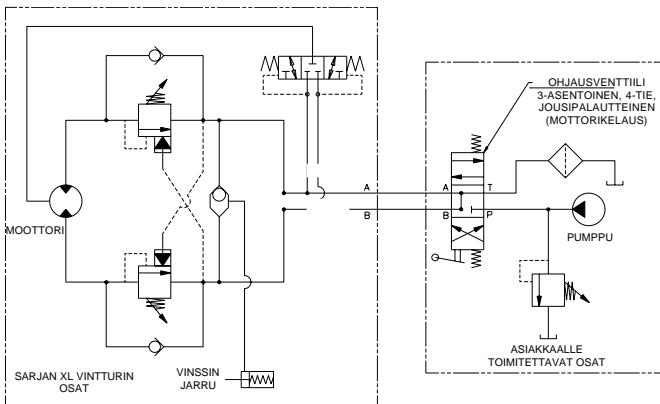 OHJAUSVENTTIILI
3-ASENTOINEN, 4-TIE,
JOUSIPALAUTTEINEN
(MOTTORIKELAUS)
A
A
T
B
B
P
MOOTTORI
PUMPPU
SARJAN XL VINTTURIN
OSAT
VINSSIN
JARRU
ASIAKKAALLE
TOIMITETTAVAT OSAT